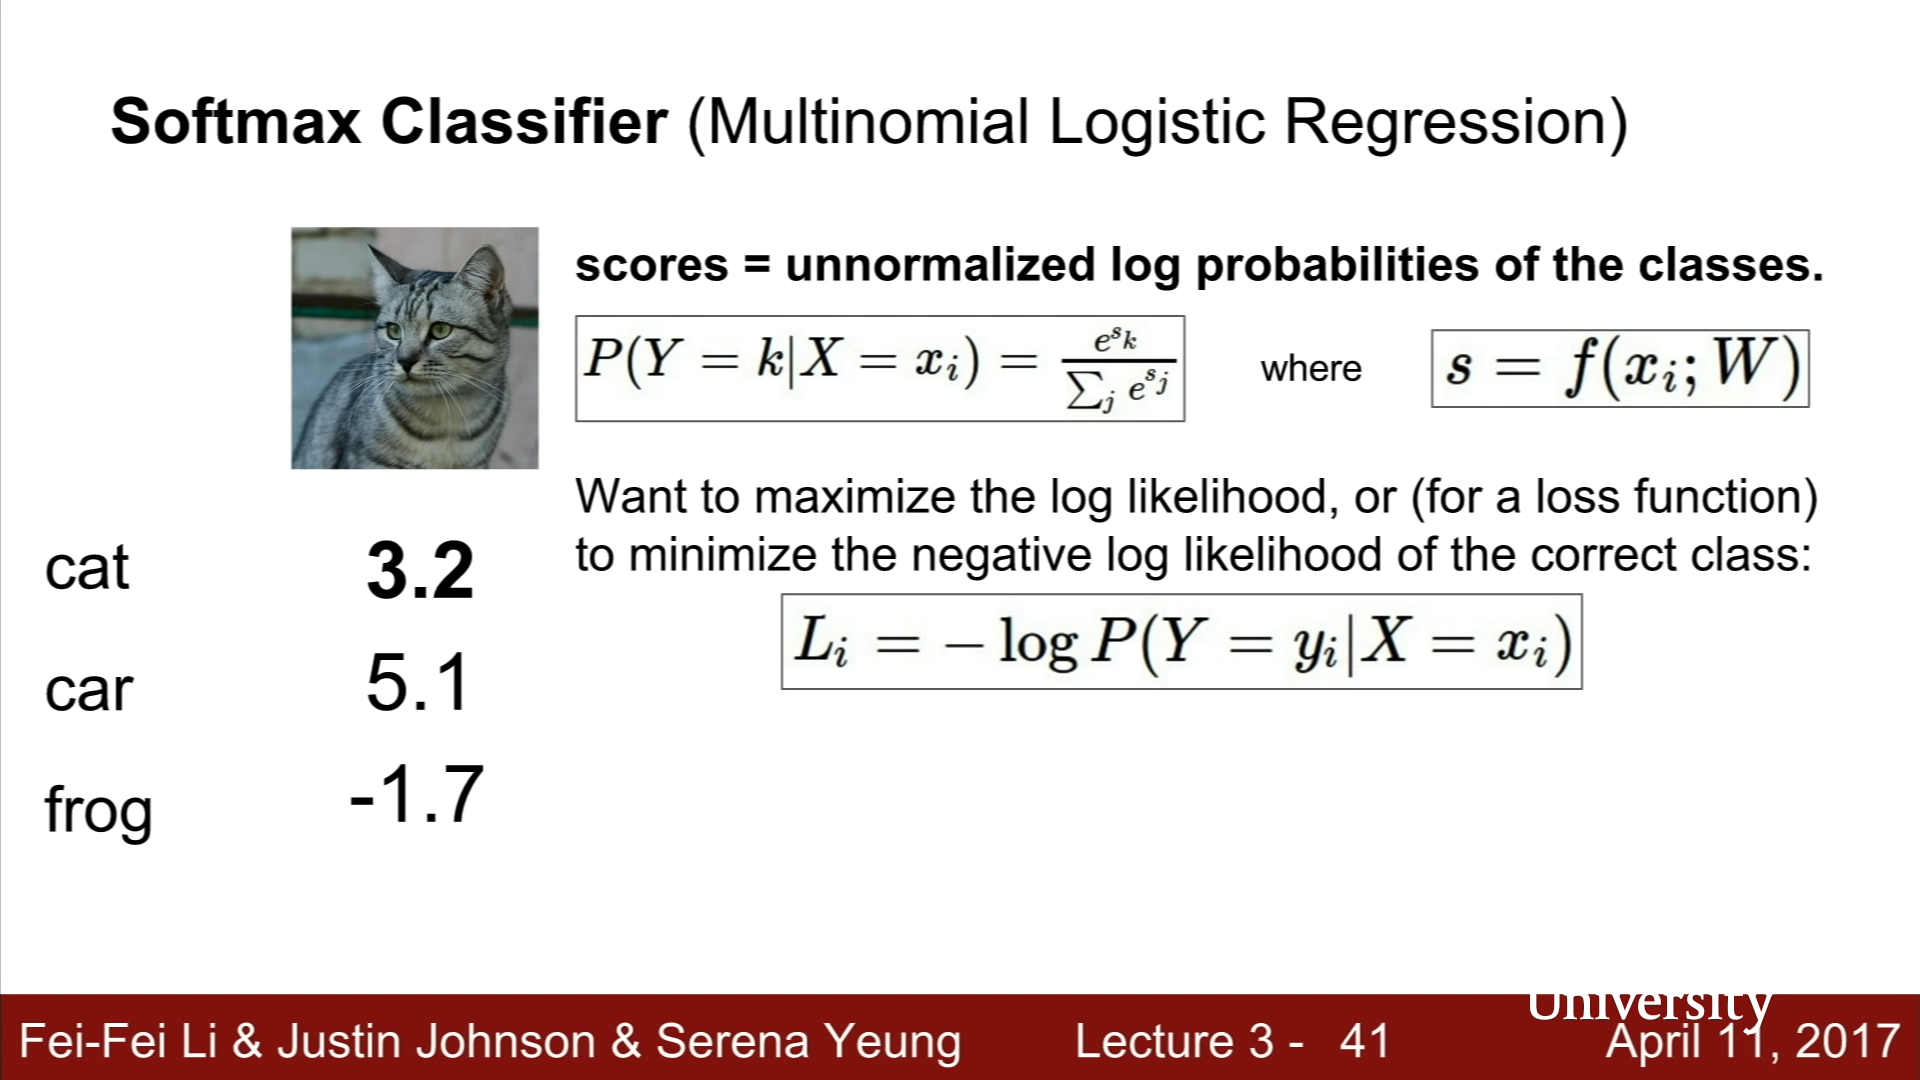 Softmax Classifier (Multinomial Logistic Regression)
scores = unnormalized log probabilities of the classes.
P(Y = k|X = x_i) = \frac{e^{s_k}}{\sum_j e^{s_j}} where s = f(x_i; W)
Want to maximize the log likelihood, or (for a loss function)
to minimize the negative log likelihood of the correct class:
L_i = − log P(Y = y_i|X = x_i)
cat 3.2
car 5.1
frog -1.7
University
Fei-Fei Li & Justin Johnson & Serena Yeung Lecture 3 - 41 April 11, 2017